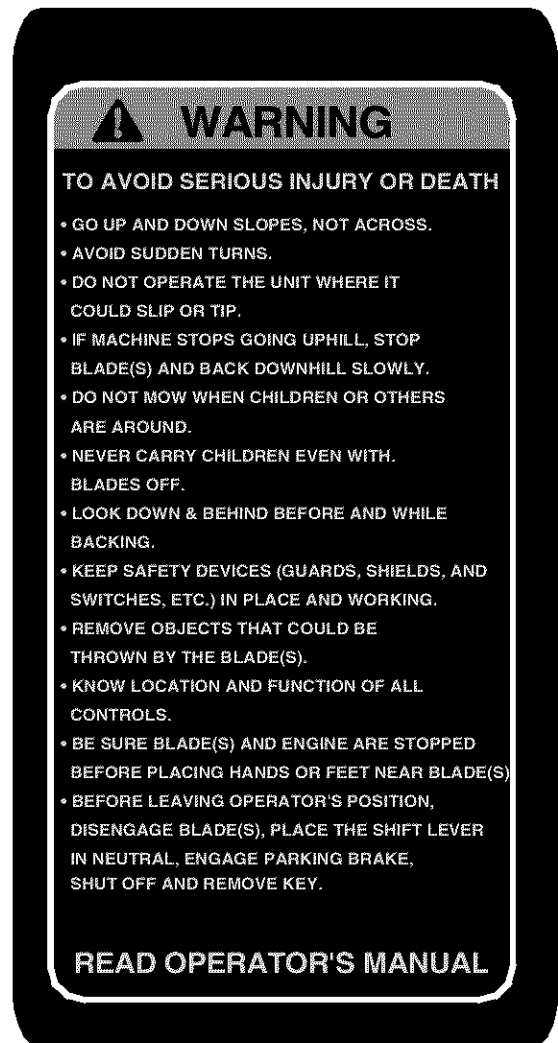 WARNING
TO AVOID SERIOUS INJURY OR DEATH
• GO UP AND DOWN SLOPES, NOT ACROSS.
• AVOID SUDDEN TURNS.
• DO NOT OPERATE THE UNIT WHERE IT
COULD SLIP OR TIP.
• IF MACHINE STOPS GOING UPHILL, STOP
BLADE(S) AND BACK DOWNHILL SLOWLY.
• DO NOT MOW WHEN CHILDREN OR OTHERS
ARE AROUND.
• NEVER CARRY CHILDREN EVEN WITH.
BLADES OFF.
• LOOK DOWN & BEHIND BEFORE AND WHILE
BACKING.
• KEEP SAFETY DEVICES (GUARDS, SHIELDS, AND
SWITCHES, ETC.) IN PLACE AND WORKING.
• REMOVE OBJECTS THAT COULD BE
THROWN BY THE BLADE(S).
• KNOW LOCATION AND FUNCTION OF ALL
CONTROLS.
• BE SURE BLADE(S) AND ENGINE ARE STOPPED
BEFORE PLACING HANDS OR FEET NEAR BLADE(S)
• BEFORE LEAVING OPERATOR'S POSITION,
DISENGAGE BLADE(S), PLACE THE SHIFT LEVER
IN NEUTRAL, ENGAGE PARKING BRAKE,
SHUT OFF AND REMOVE KEY.
READ OPERATOR'S MANUAL